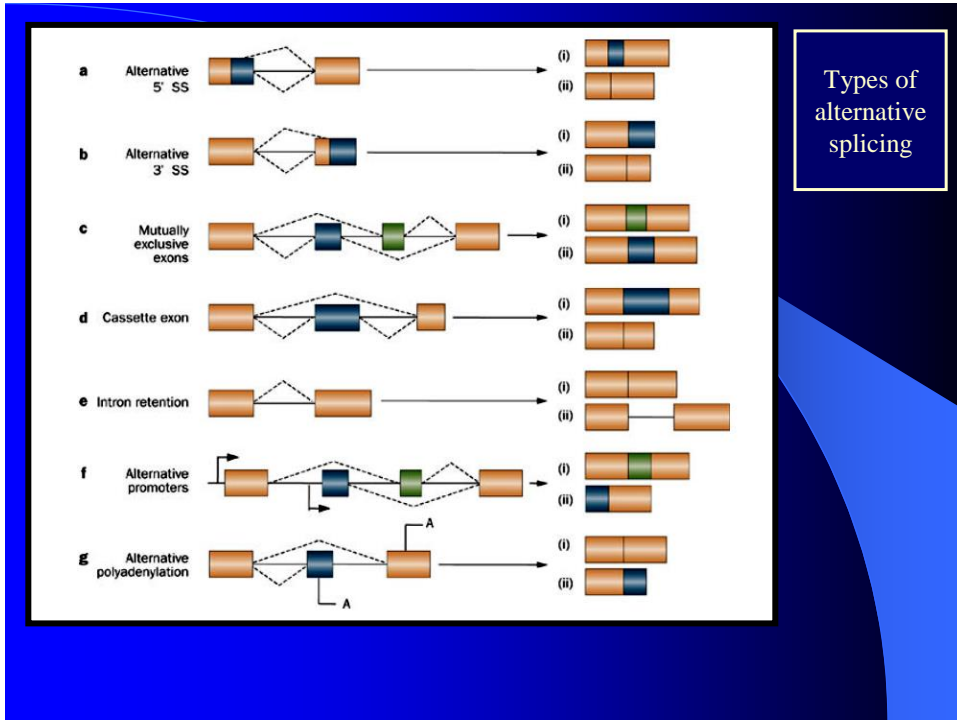 a Alternative
5' SS
(i)
(ii)
b Alternative
3' SS
(i)
(ii)
c Mutually
exclusive
exons
(i)
(ii)
d Cassette exon
(i)
(ii)
e Intron retention
(i)
(ii)
f Alternative
promoters
(i)
(ii)
g Alternative
polyadenylation
A
A
(i)
(ii)
Types of
alternative
splicing